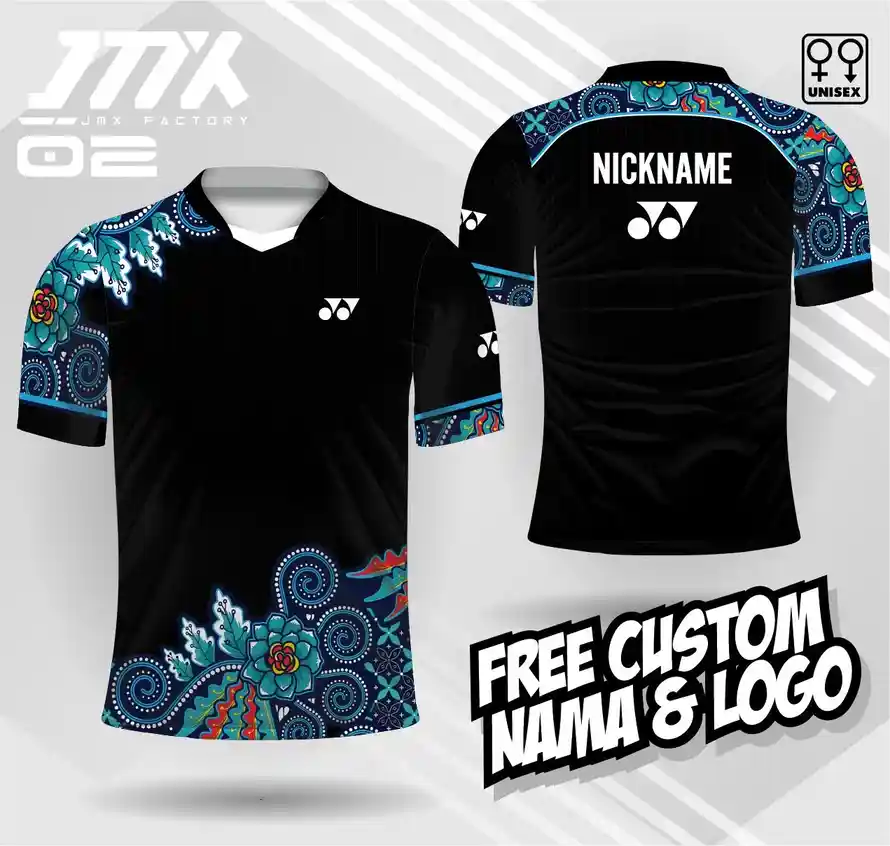 JMX
JMX FACTORY
02
UNISEX
NICKNAME
FREE CUSTOM
NAMA & LOGO